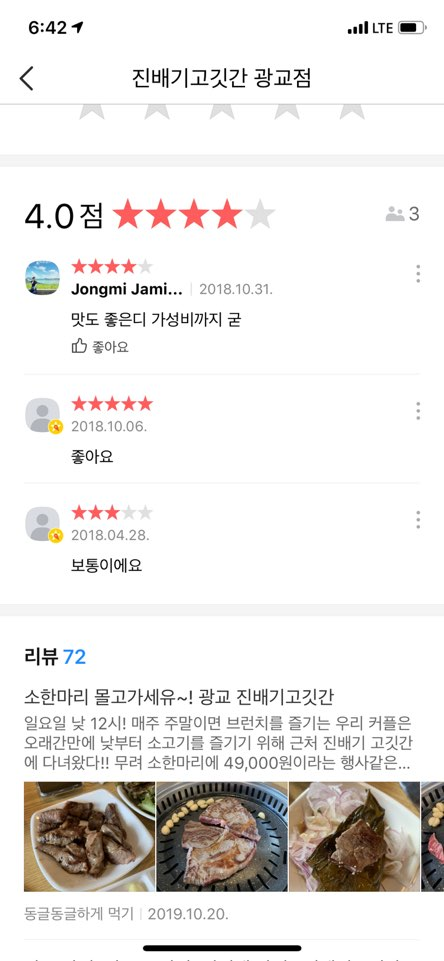 6:42
LTE
진배기고깃간 광교점
4.0점
3
Jongmi Jami... 2018.10.31.
맛도 좋은디 가성비까지 굳
좋아요
2018.10.06.
좋아요
2018.04.28.
보통이에요
리뷰 72
소한마리 몰고가세유~! 광교 진배기고깃간
일요일 낮 12시! 매주 주말이면 브런치를 즐기는 우리 커플은
오래간만에 낮부터 소고기를 즐기기 위해 근처 진배기 고깃간
에 다녀왔다!! 무려 소한마리에 49,000원이라는 행사같은...
동글동글하게 먹기 2019.10.20.